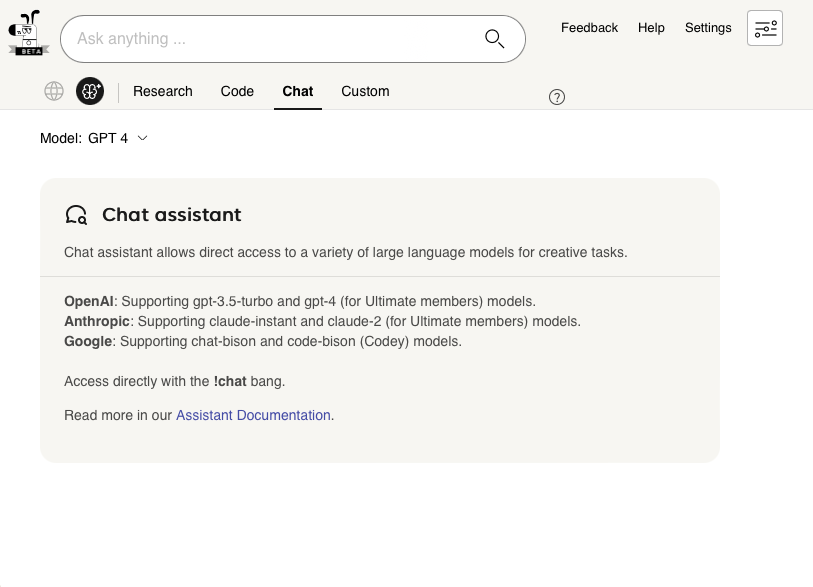 Ask anything ...
Feedback Help Settings
BETA
Research Code Chat Custom
?
Model: GPT 4
Chat assistant
Chat assistant allows direct access to a variety of large language models for creative tasks.
OpenAI: Supporting gpt-3.5-turbo and gpt-4 (for Ultimate members) models.
Anthropic: Supporting claude-instant and claude-2 (for Ultimate members) models.
Google: Supporting chat-bison and code-bison (Codey) models.
Access directly with the !chat bang.
Read more in our Assistant Documentation.